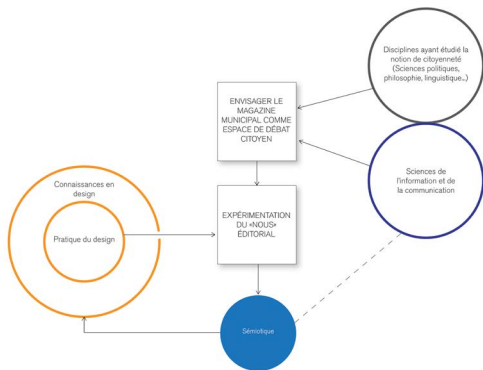 Disciplines ayant étudié la
notion de citoyenneté
(Sciences politiques,
philosophie, linguistique...)
ENVISAGER LE
MAGAZINE
MUNICIPAL COMME
ESPACE DE DÉBAT
CITOYEN
Sciences de
l'information et de
la communication
Connaissances en
design
Pratique du design
EXPÉRIMENTATION
DU «NOUS»
ÉDITORIAL
Sémiotique